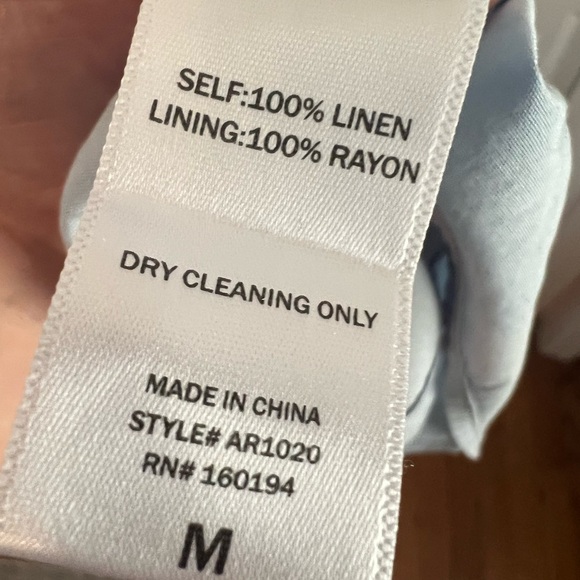 SELF:100% LINEN
LINING:100% RAYON
DRY CLEANING ONLY
MADE IN CHINA
STYLE# AR1020
RN# 160194
M